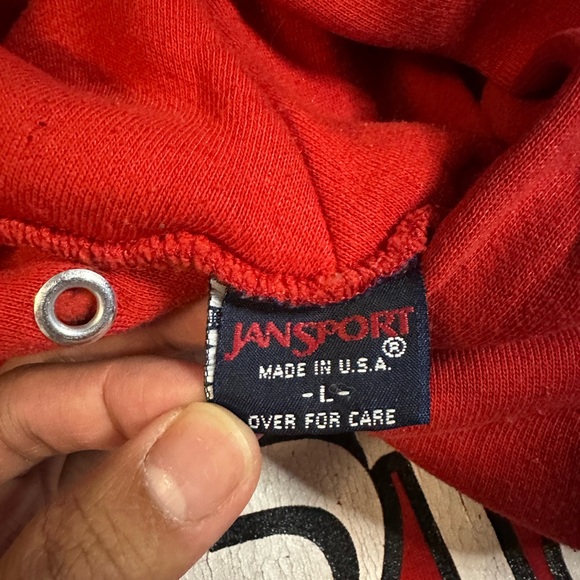 JANSPORT®
MADE IN U.S.A.
- L -
OVER FOR CARE